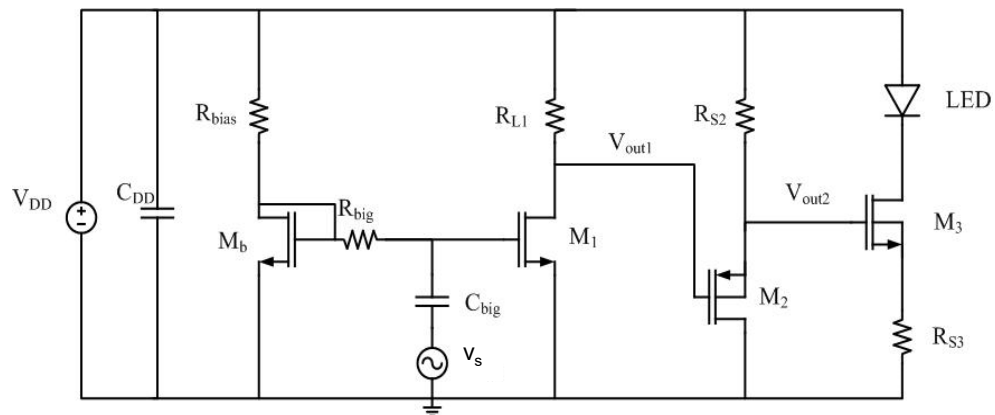 R_bias
R_L1
R_S2
LED
V_out1
V_DD
C_DD
R_big
V_out2
M_b
M_1
M_3
M_2
C_big
R_S3
v_s